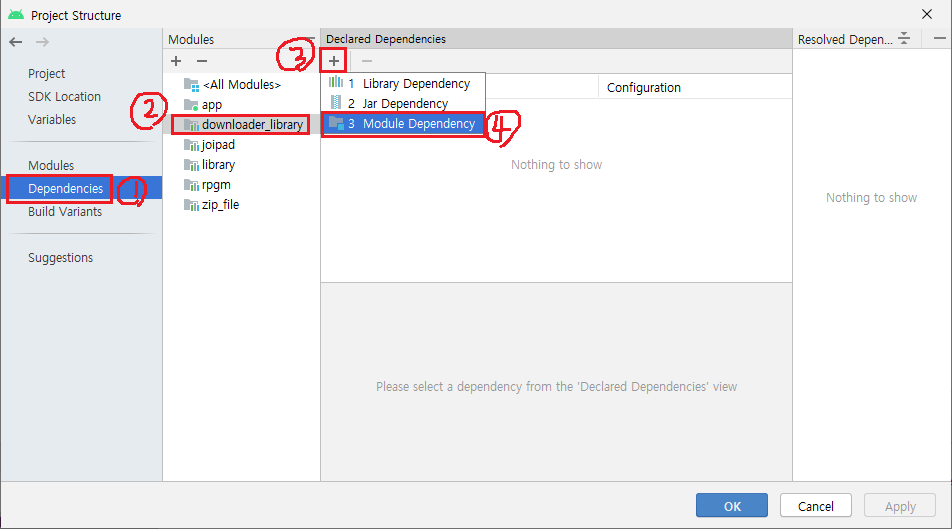 Project Structure
Project
SDK Location
Variables
Modules
Dependencies
①
Build Variants
Suggestions
Modules
<All Modules>
②
app
downloader_library
joipad
library
rpgm
zip_file
Declared Dependencies
③
1 Library Dependency
2 Jar Dependency
3 Module Dependency
④
Configuration
Nothing to show
Please select a dependency from the 'Declared Dependencies' view
Resolved Depen...
Nothing to show
OK
Cancel
Apply